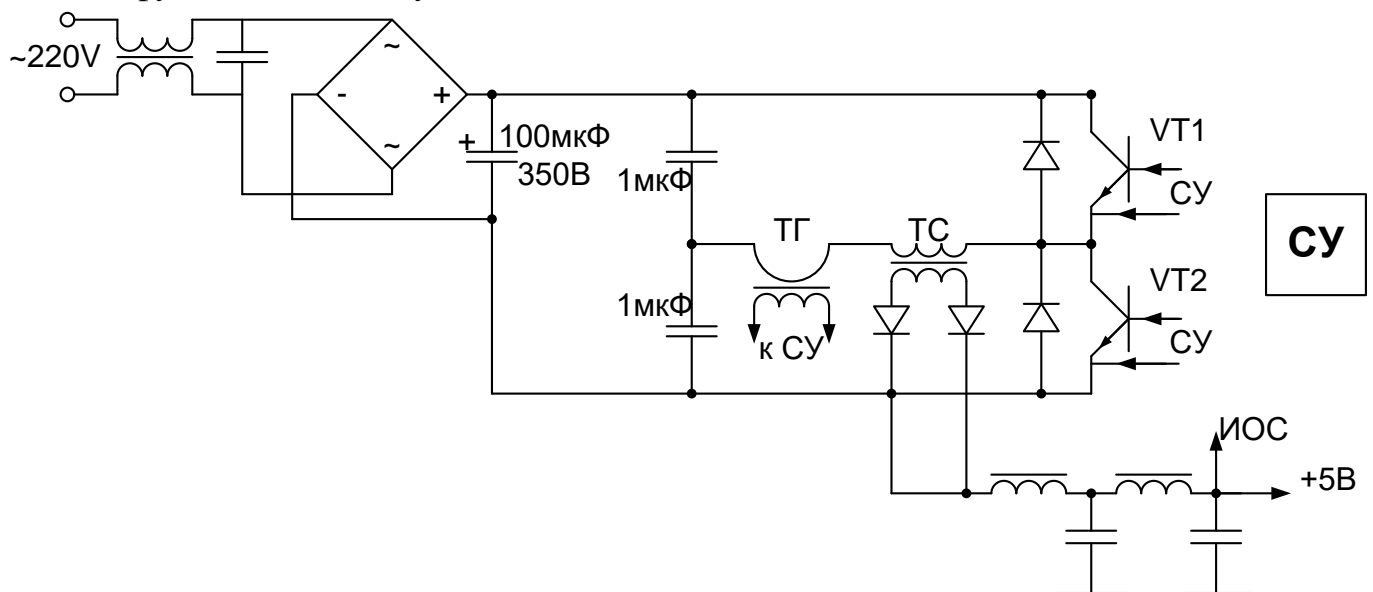 ~220V
~
-
+
~
+
100мкФ
350В
1мкФ
1мкФ
ТГ
к СУ
ТС
VT1
СУ
VT2
СУ
СУ
ИОС
+5В